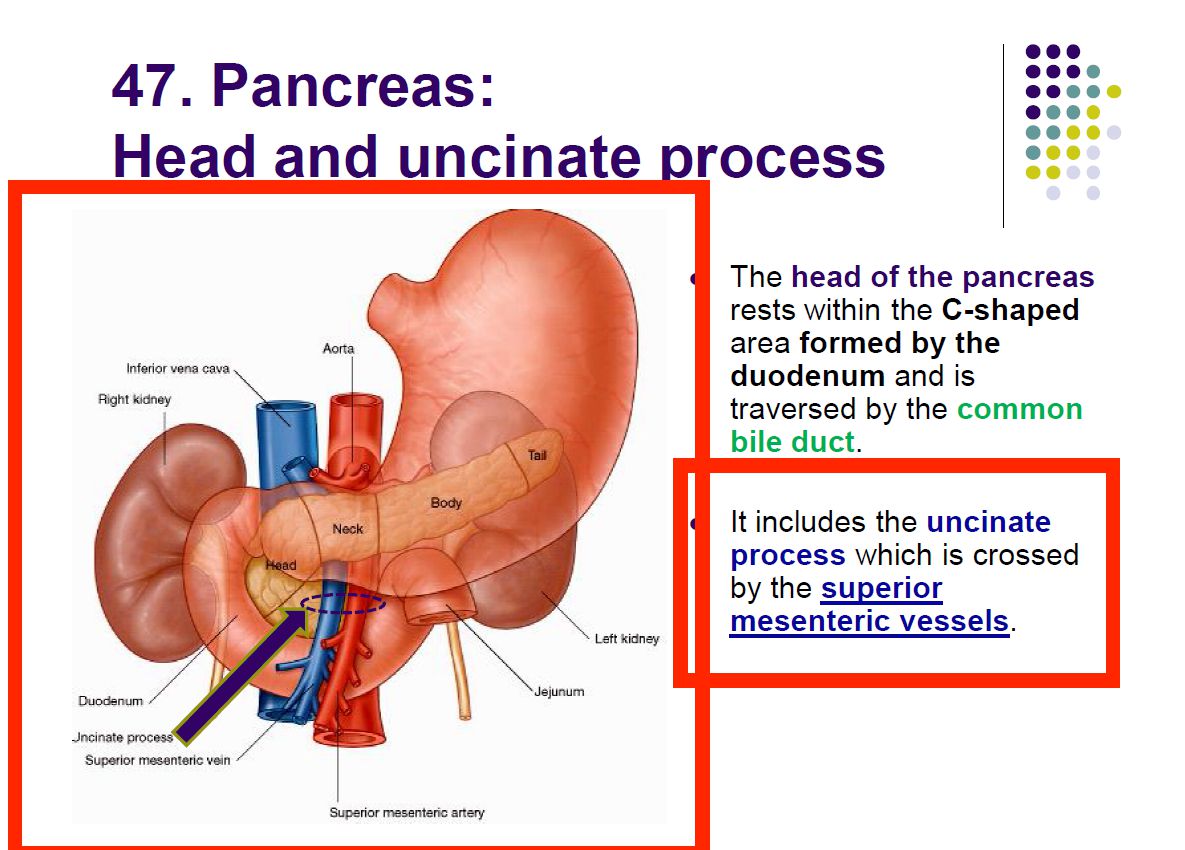 47. Pancreas:
Head and uncinate process
Aorta
Inferior vena cava
Right kidney
Tail
Body
Neck
Head
Left kidney
Jejunum
Duodenum
Uncinate process
Superior mesenteric vein
Superior mesenteric artery
The head of the pancreas
rests within the C-shaped
area formed by the
duodenum and is
traversed by the common
bile duct.
It includes the uncinate
process which is crossed
by the superior
mesenteric vessels.